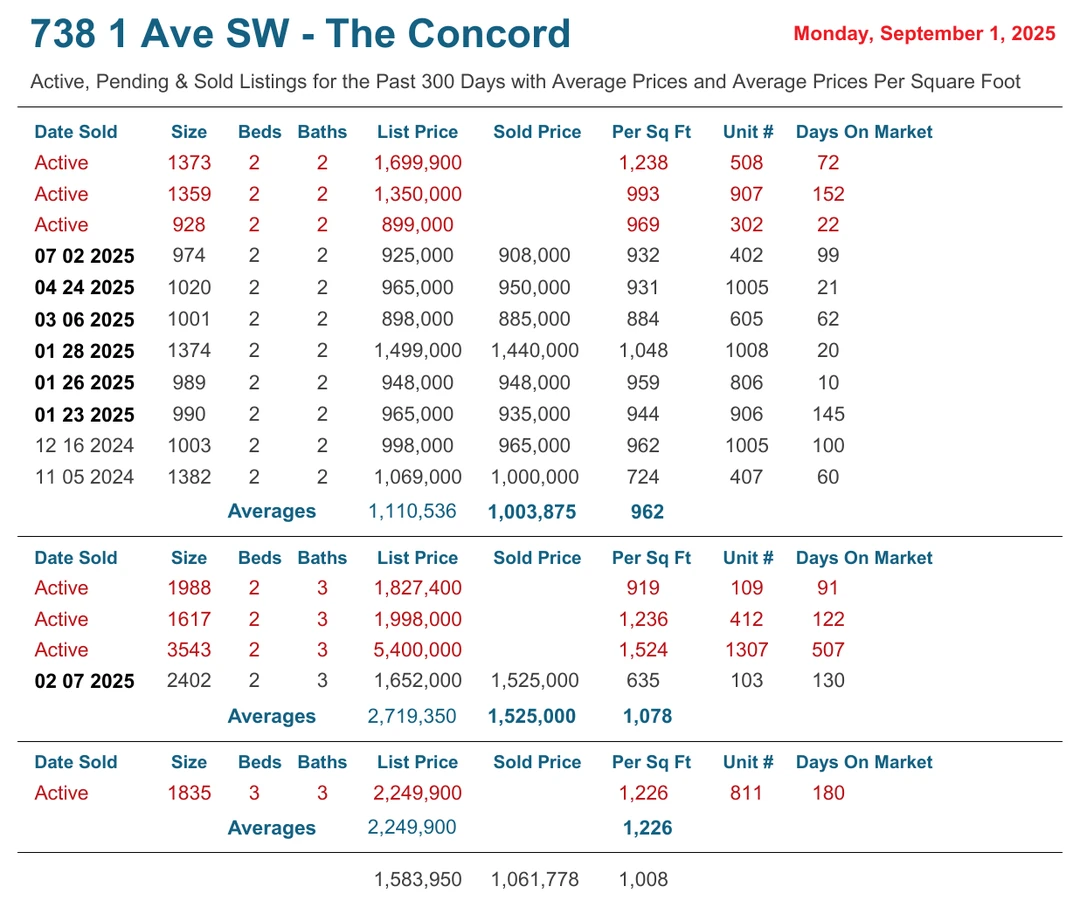 738 1 Ave SW - The Concord Monday, September 1, 2025
Active, Pending & Sold Listings for the Past 300 Days with Average Prices and Average Prices Per Square Foot
Date Sold Size Beds Baths List Price Sold Price Per Sq Ft Unit # Days On Market
Active 1373 2 2 1,699,900 1,238 508 72
Active 1359 2 2 1,350,000 993 907 152
Active 928 2 2 899,000 969 302 22
07 02 2025 974 2 2 925,000 908,000 932 402 99
04 24 2025 1020 2 2 965,000 950,000 931 1005 21
03 06 2025 1001 2 2 898,000 885,000 884 605 62
01 28 2025 1374 2 2 1,499,000 1,440,000 1,048 1008 20
01 26 2025 989 2 2 948,000 948,000 959 806 10
01 23 2025 990 2 2 965,000 935,000 944 906 145
12 16 2024 1003 2 2 998,000 965,000 962 1005 100
11 05 2024 1382 2 2 1,069,000 1,000,000 724 407 60
Averages 1,110,536 1,003,875 962
Date Sold Size Beds Baths List Price Sold Price Per Sq Ft Unit # Days On Market
Active 1988 2 3 1,827,400 919 109 91
Active 1617 2 3 1,998,000 1,236 412 122
Active 3543 2 3 5,400,000 1,524 1307 507
02 07 2025 2402 2 3 1,652,000 1,525,000 635 103 130
Averages 2,719,350 1,525,000 1,078
Date Sold Size Beds Baths List Price Sold Price Per Sq Ft Unit # Days On Market
Active 1835 3 3 2,249,900 1,226 811 180
Averages 2,249,900 1,226
1,583,950 1,061,778 1,008